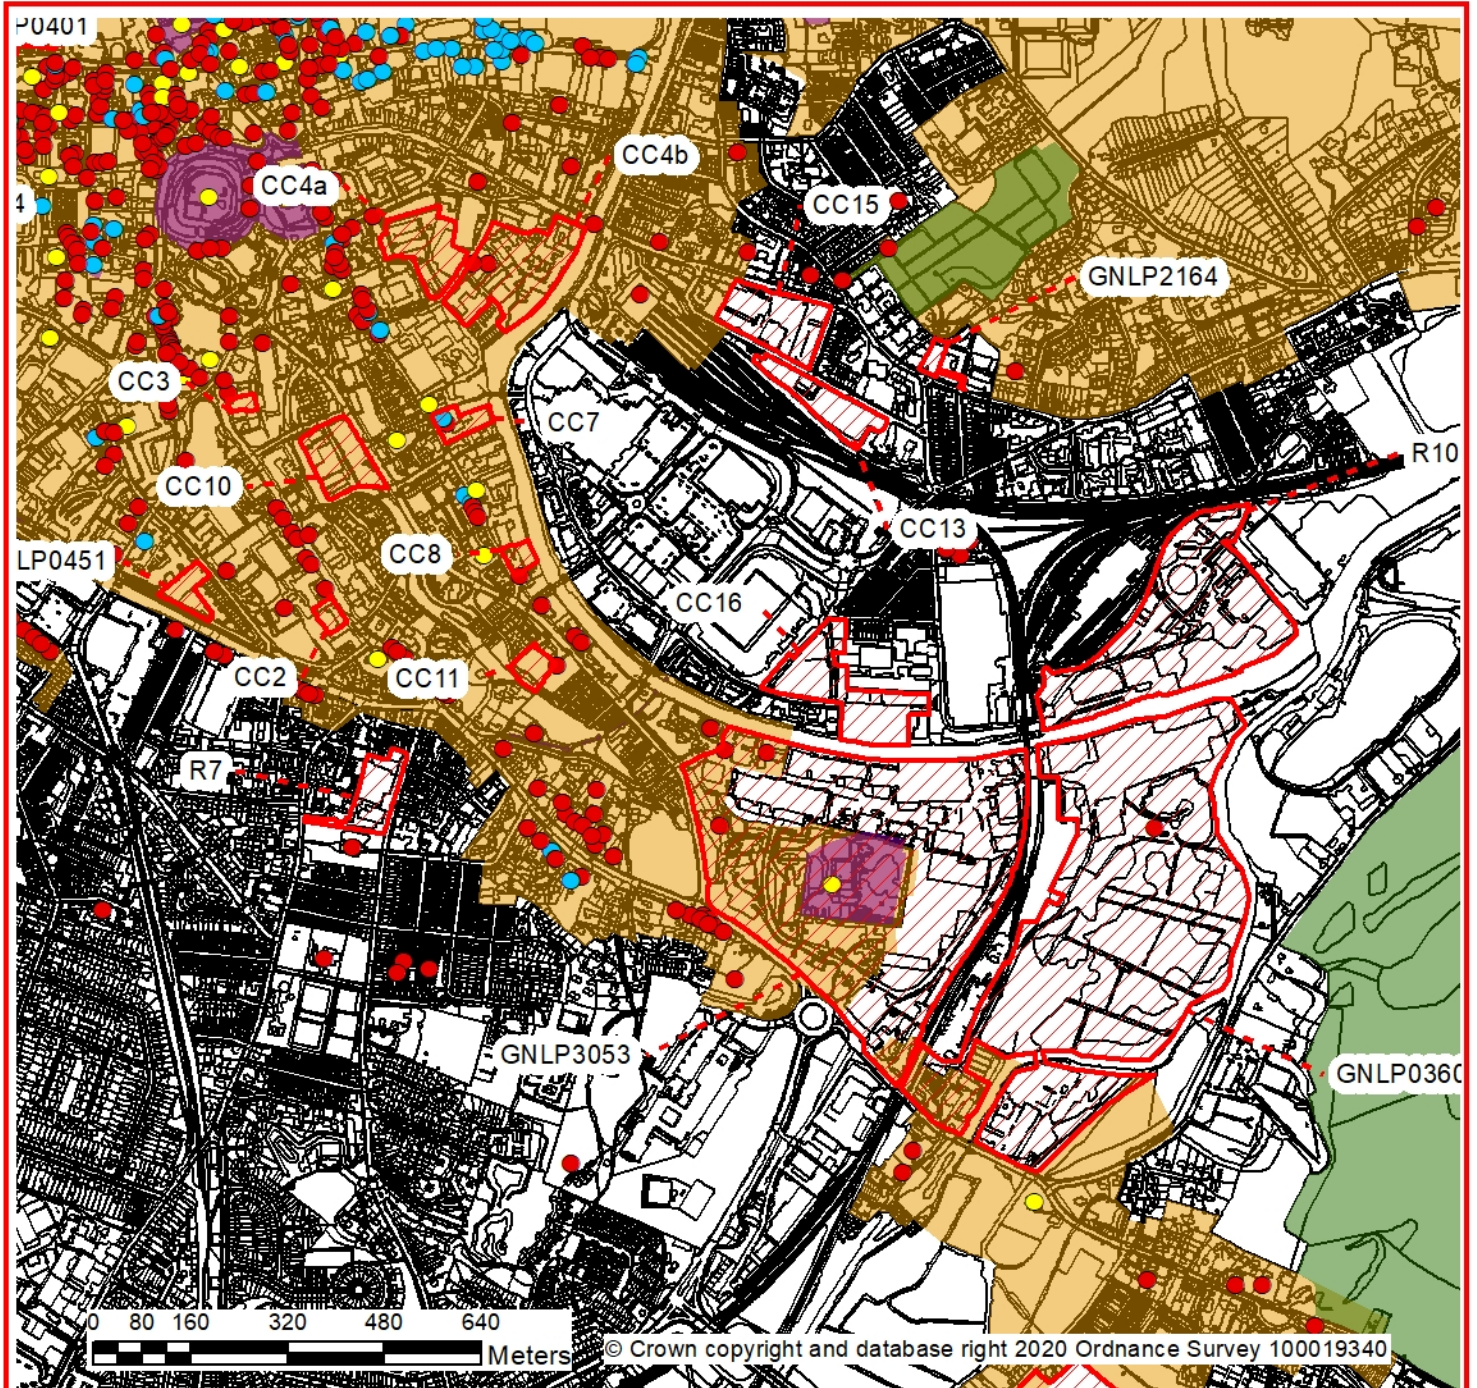 P0401
CC4b
CC4a
CC15
4
GNLP2164
CC3
CC7
R10
CC10
CC13
CC8
LP0451
CC16
CC2
CC11
R7
GNLP3053
GNLP0360
0 80 160 320 480 640
Meters
© Crown copyright and database right 2020 Ordnance Survey 100019340